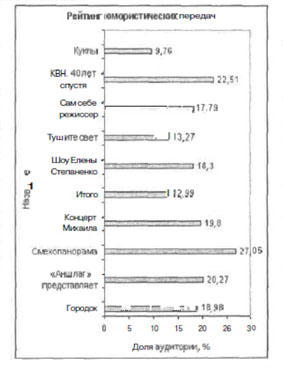 Рейтинг юмористических передач
Куклы
9,76
КВН. 40 лет
спустя
22,51
Сам себе
режиссер
17.79
Тушите свет
13,27
Шоу Елены
Степаненко
18,3
Итого
12,99
Концерт
Михаила
19,8
Смехопанорама
27,05
«Аншлаг»
представляет
20,27
Городок
18,98
0 5 10 15 20 25 30
Доля аудитории, %